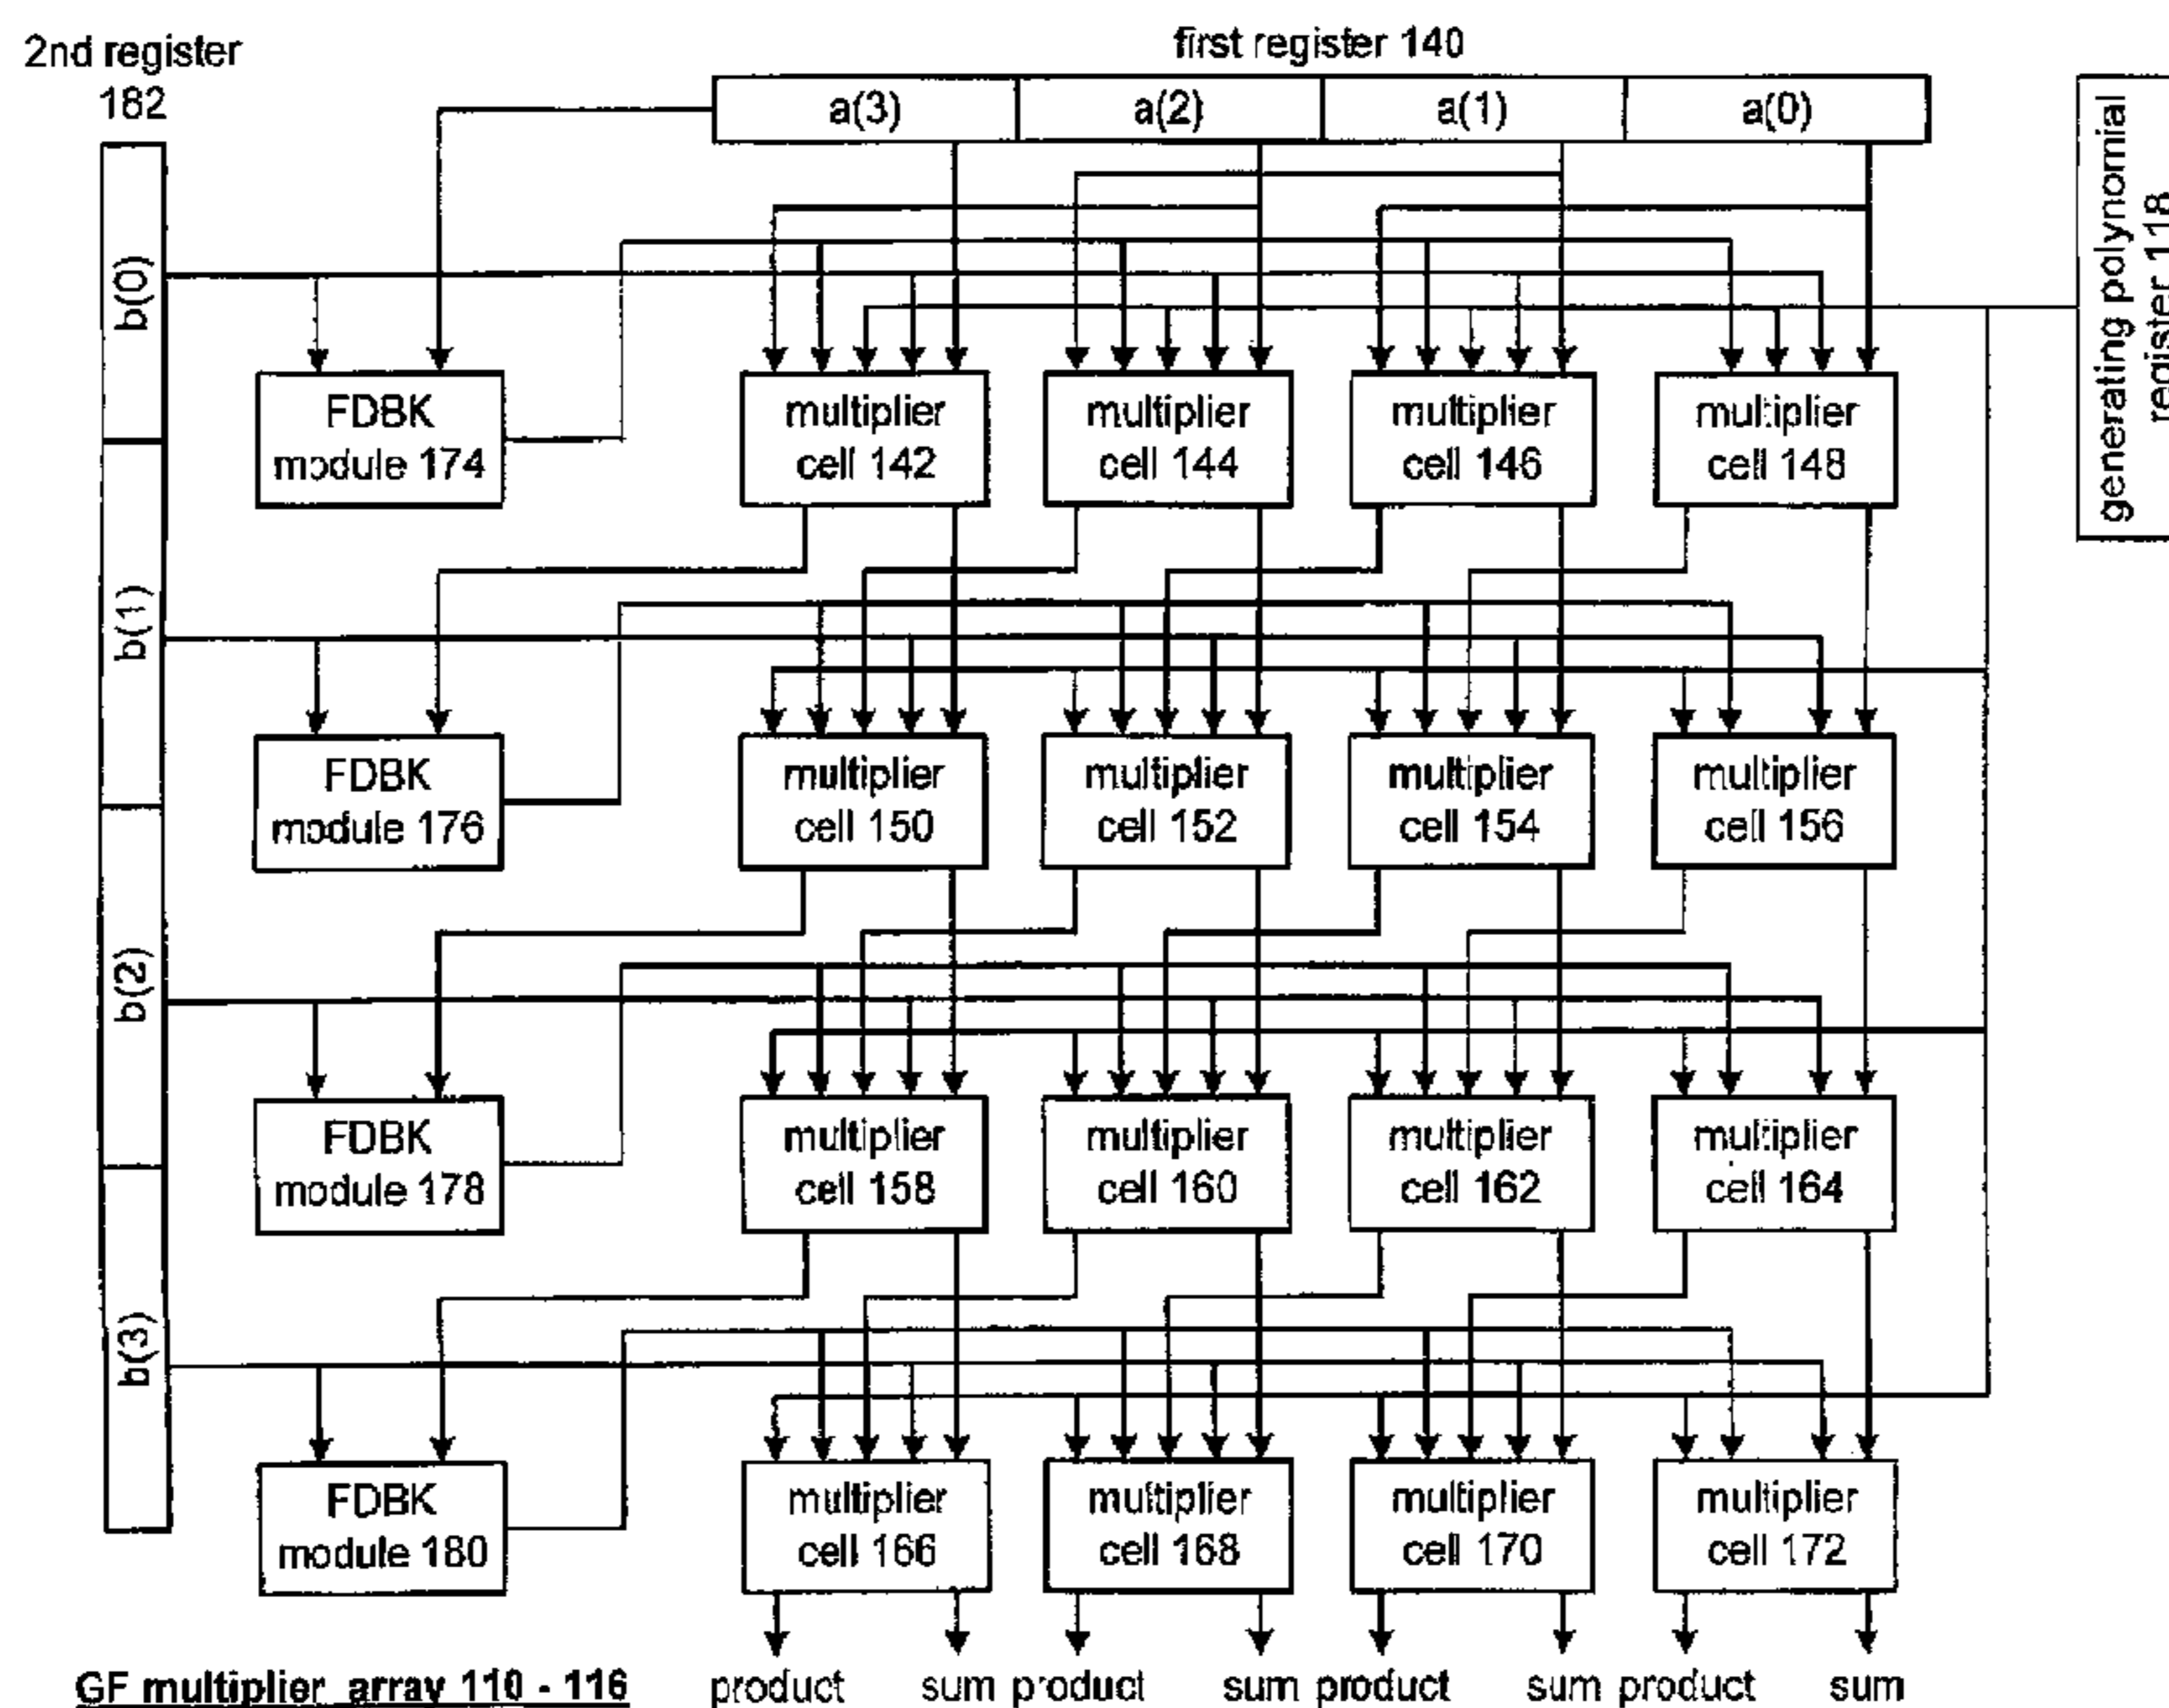 2nd register
182
first register 140
a(3) a(2) a(1) a(0)
generating polynomial
register 118
b(0)
FDBK
module 174
multiplier
cell 142
multiplier
cell 144
multiplier
cell 146
multiplier
cell 148
b(1)
FDBK
module 176
multiplier
cell 150
multiplier
cell 152
multiplier
cell 154
multiplier
cell 156
b(2)
FDBK
module 178
multiplier
cell 158
multiplier
cell 160
multiplier
cell 162
multiplier
cell 164
b(3)
FDBK
module 180
multiplier
cell 166
multiplier
cell 168
multiplier
cell 170
multiplier
cell 172
GF multiplier array 110 - 116
product sum product sum product sum product sum